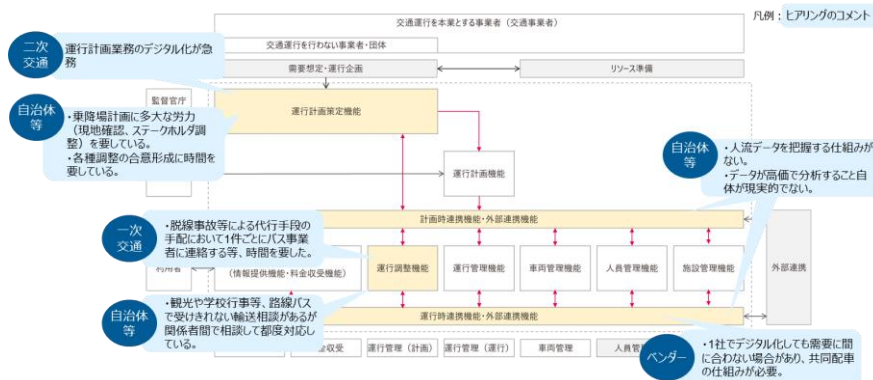 交通運行を本業とする事業者（交通事業者）
凡例：ヒアリングのコメント
交通運行を行わない事業者・団体
二次
交通
運行計画業務のデジタル化が急
務
需要想定・運行企画
リソース準備
監督官庁
自治体
等
・乗降場計画に多大な労力
（現地確認、ステークホルダ調
整）を要している。
・各種調整の合意形成に時間を
要している。
運行計画策定機能
自治体
等
・人流データを把握する仕組みが
ない。
・データが高価で分析すること自
体が現実的でない。
運行計画機能
計画時連携機能・外部連携機能
一次
交通
・脱線事故等による代行手段の
手配において1件ごとにバス事業
者に連絡する等、時間を要した。
利用者
（情報提供機能・料金収受機能）
運行調整機能
運行管理機能
車両管理機能
人員管理機能
施設管理機能
外部連携
自治体
等
・観光や学校行事等、路線バス
で受けきれない輸送相談があるが
関係者間で相談して都度対応し
ている。
運行時連携機能・外部連携機能
ベンダー
・1社でデジタル化しても需要に間
に合わない場合があり、共同配車
の仕組みが必要。
金収受
運行管理（計画）
運行管理（運行）
車両管理
人員管